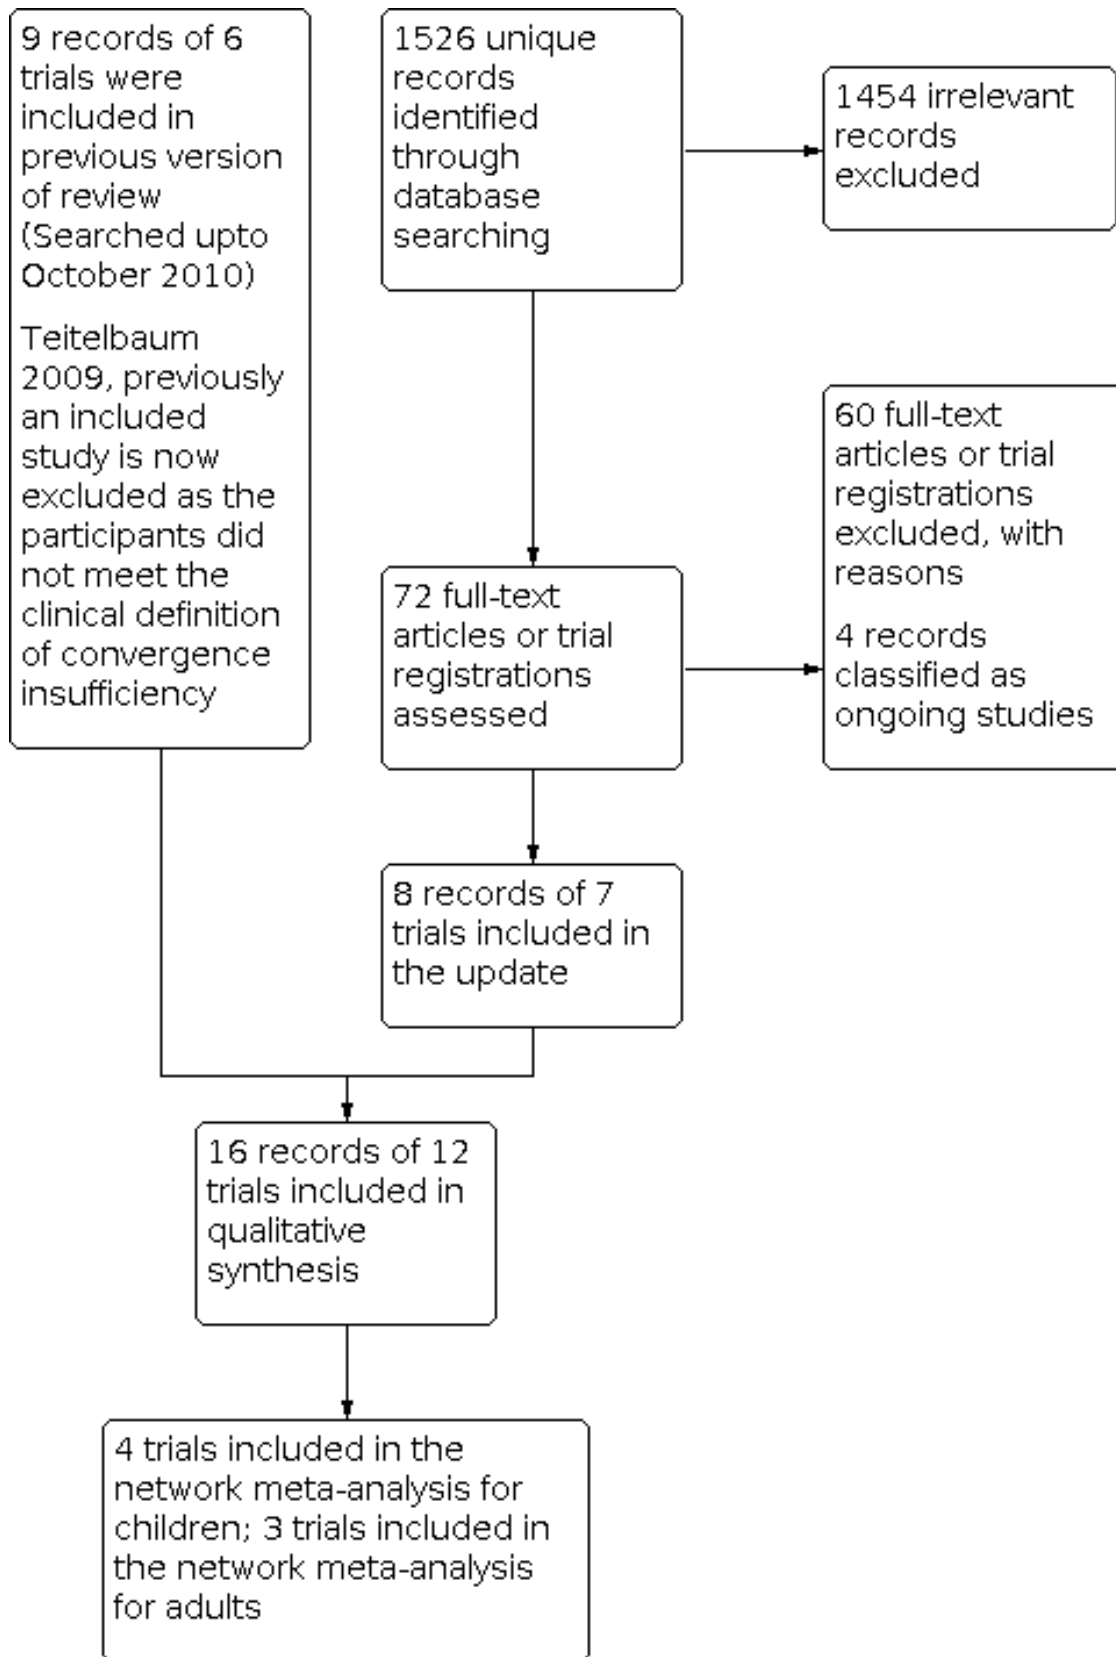 9 records of 6
trials were
included in
previous version
of review
(Searched upto
October 2010)
Teitelbaum
2009, previously
an included
study is now
excluded as the
participants did
not meet the
clinical definition
of convergence
insufficiency
1526 unique
records
identified
through
database
searching
1454 irrelevant
records
excluded
72 full-text
articles or trial
registrations
assessed
60 full-text
articles or trial
registrations
excluded, with
reasons
4 records
classified as
ongoing studies
8 records of 7
trials included in
the update
16 records of 12
trials included in
qualitative
synthesis
4 trials included in the
network meta-analysis for
children; 3 trials included in
the network meta-analysis
for adults